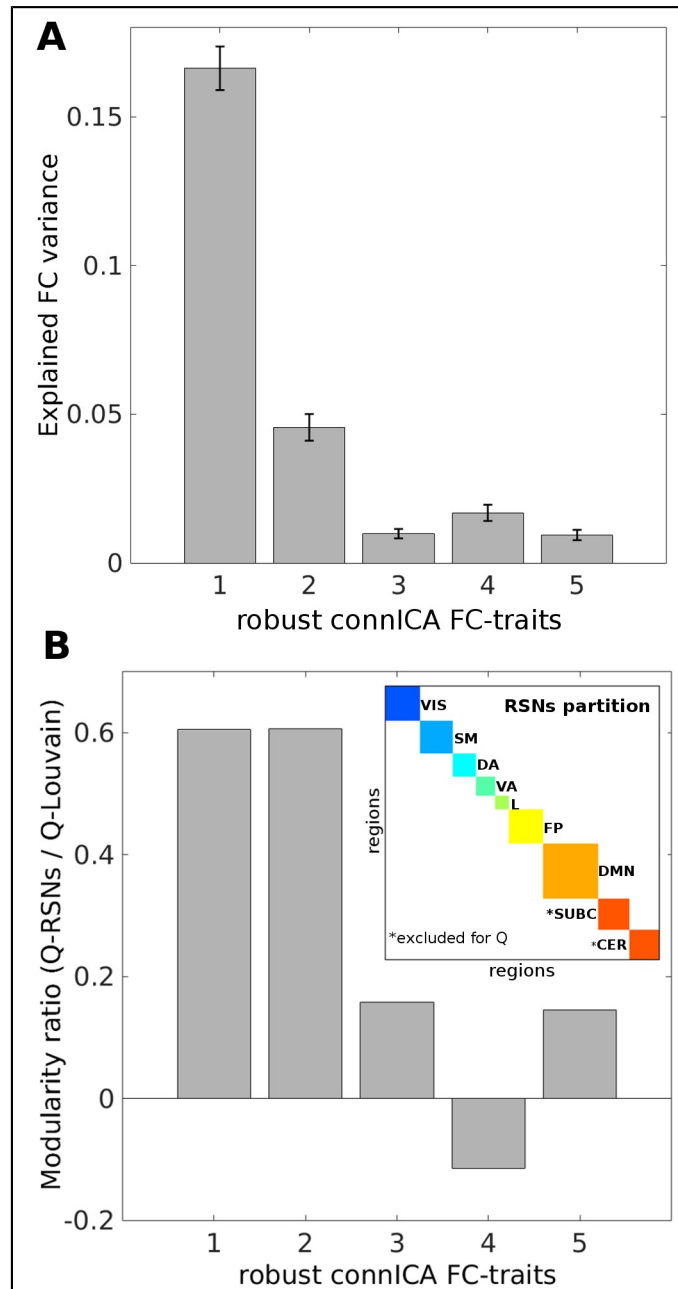 A
Explained FC variance
0.15
0.1
0.05
0
1 2 3 4 5
robust connICA FC-traits
B
Modularity ratio (Q-RSNs / Q-Louvain)
0.6
0.4
0.2
0
-0.2
RSNs partition
VIS
SM
DA
VA
L
FP
DMN
*SUBC
*CER
*excluded for Q
regions
regions
1 2 3 4 5
robust connICA FC-traits